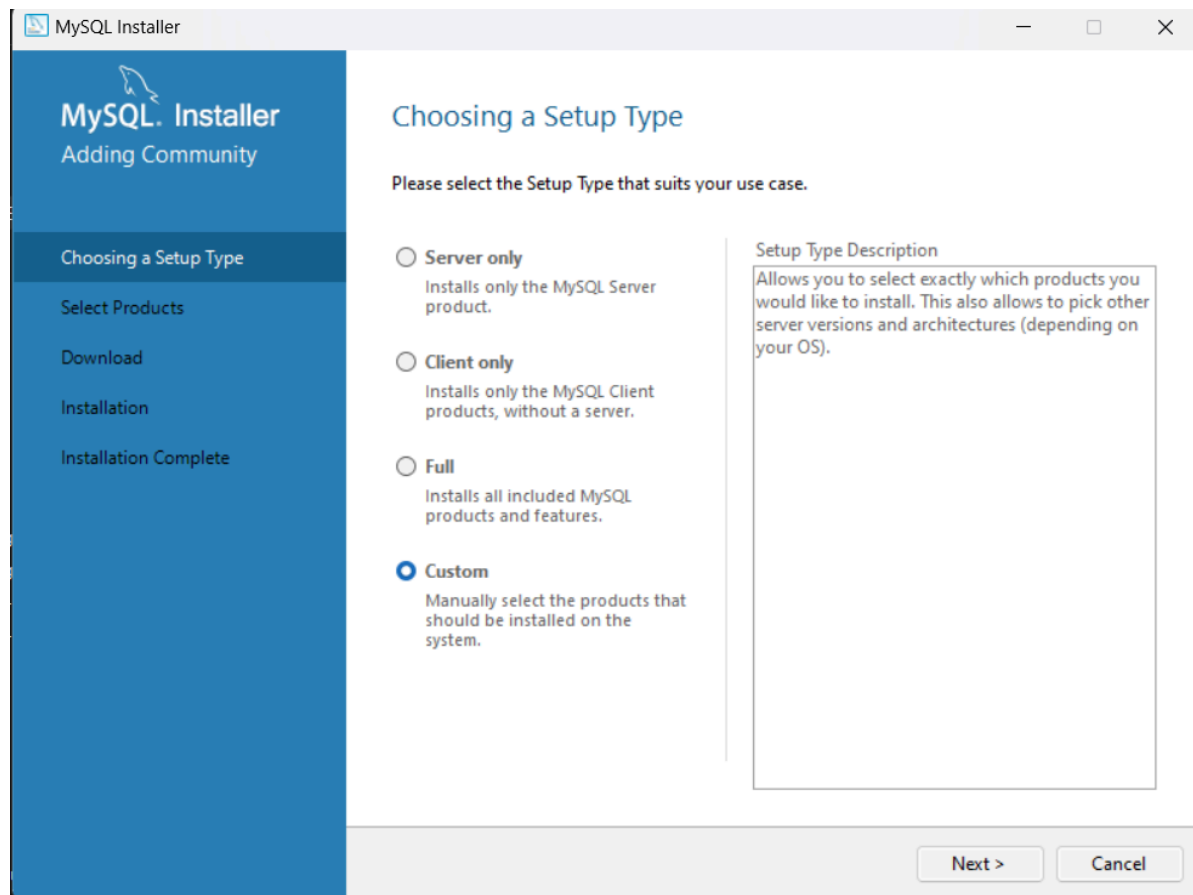 MySQL Installer
MySQL. Installer
Adding Community
Choosing a Setup Type
Select Products
Download
Installation
Installation Complete
Choosing a Setup Type
Please select the Setup Type that suits your use case.
Server only
Installs only the MySQL Server
product.
Client only
Installs only the MySQL Client
products, without a server.
Full
Installs all included MySQL
products and features.
Custom
Manually select the products that
should be installed on the
system.
Setup Type Description
Allows you to select exactly which products you
would like to install. This also allows to pick other
server versions and architectures (depending on
your OS).
Next >
Cancel